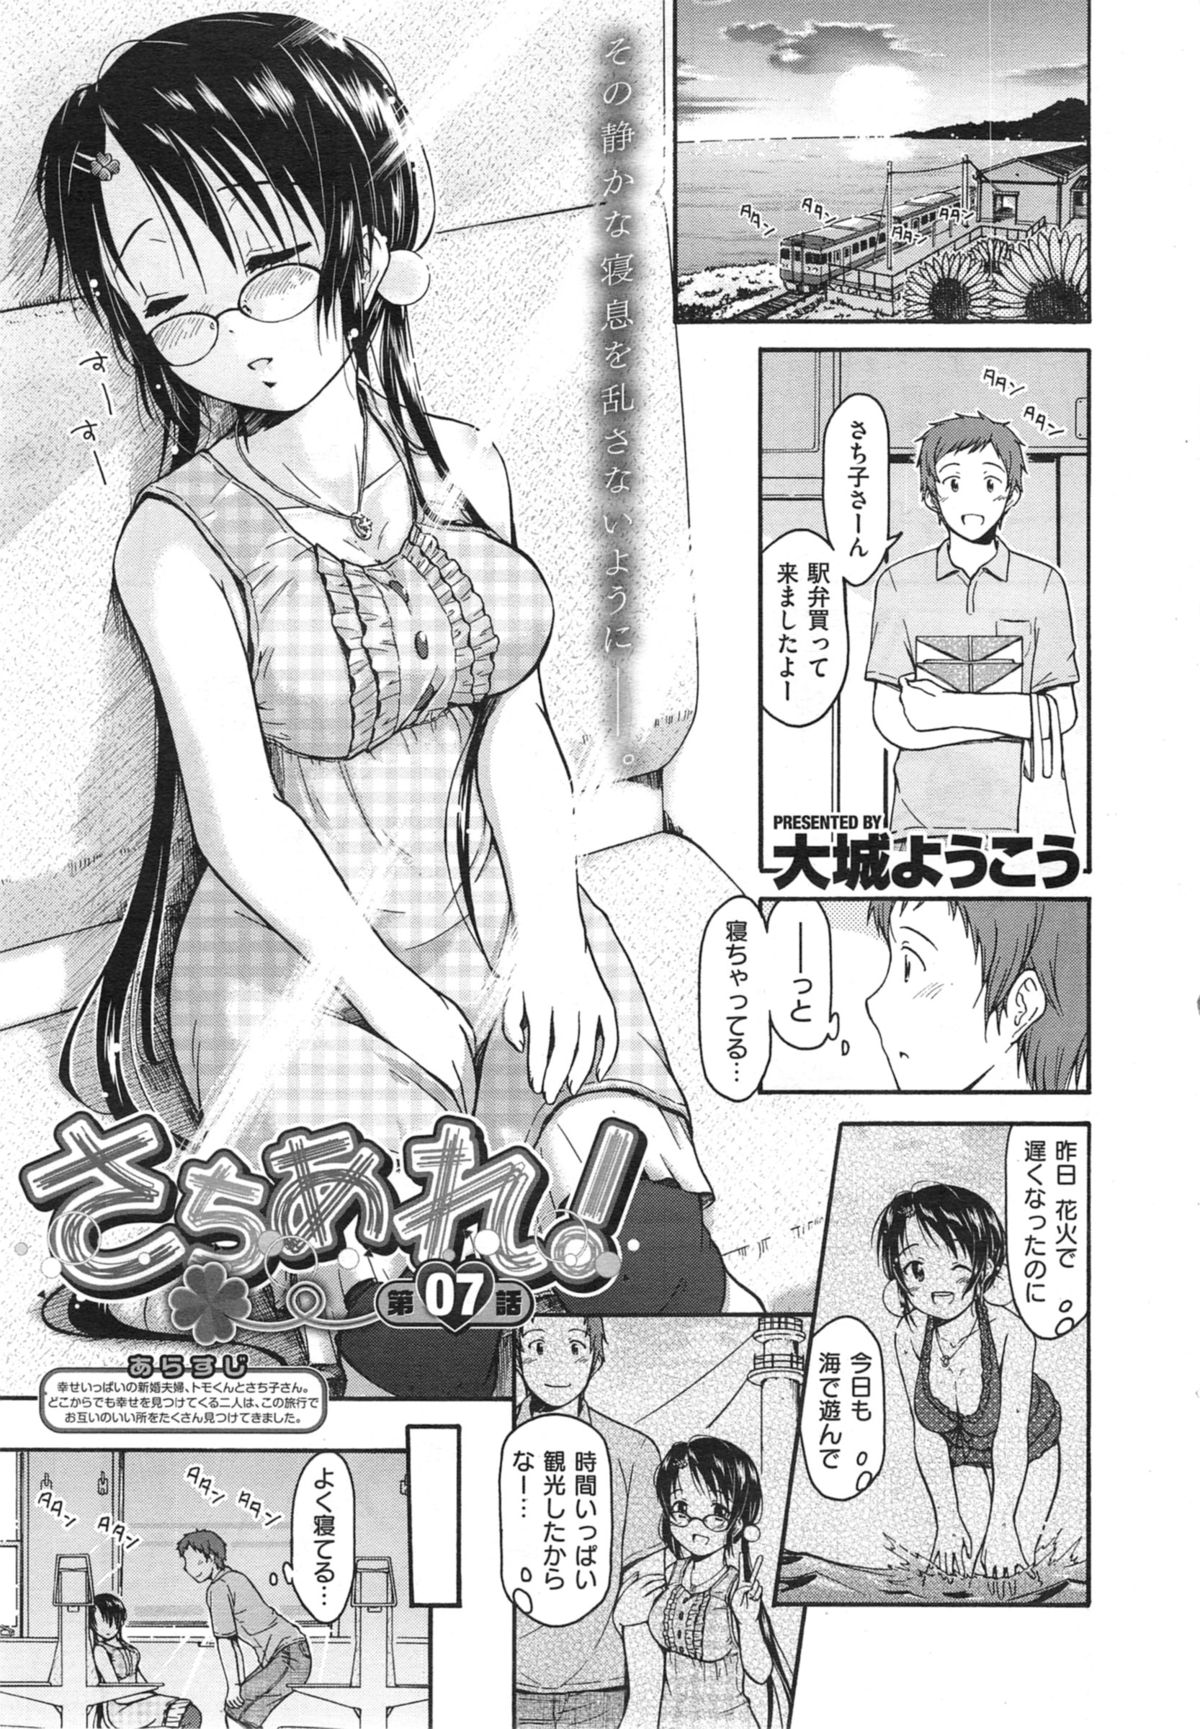 タタン
タタン
タタン
タタン
タタン
タタン
さち子さーん
駅弁買って
来ましたよー
PRESENTED BY
大城ようこう
その静かな寝息を乱さないように――。
すー
すー
――っと
寝ちゃってる…
昨日 花火で
遅くなったのに
今日も
海で遊んで
時間いっぱい
観光したから
なー…
さちあれ!
第07話
あらすじ
幸せいっぱいの新婚夫婦、トモくんとさち子さん。
どこからでも幸せを見つけてくる二人は、この旅行で
お互いのいい所をたくさん見つけてきました。
よく寝てる…
タタン
タタン
タタン
タタン